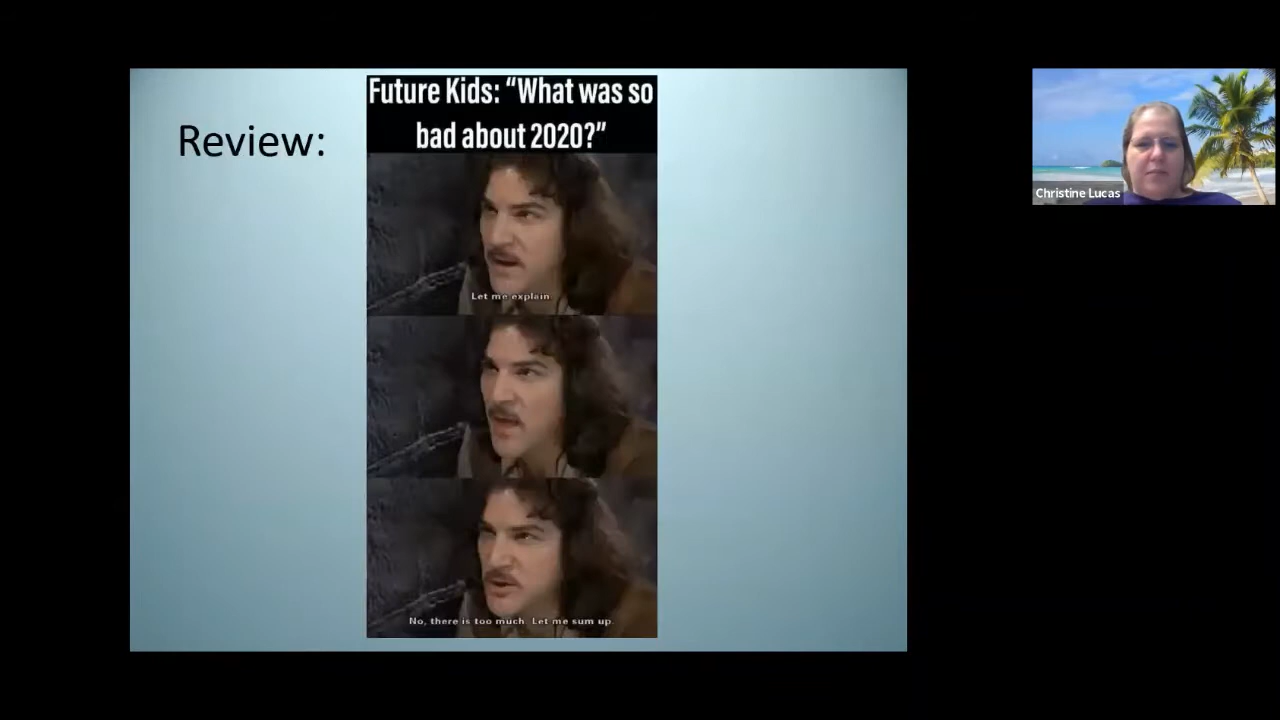 Review:
Future Kids: “What was so
bad about 2020?”
Let me explain.
No, there is too much. Let me sum up.
Christine Lucas